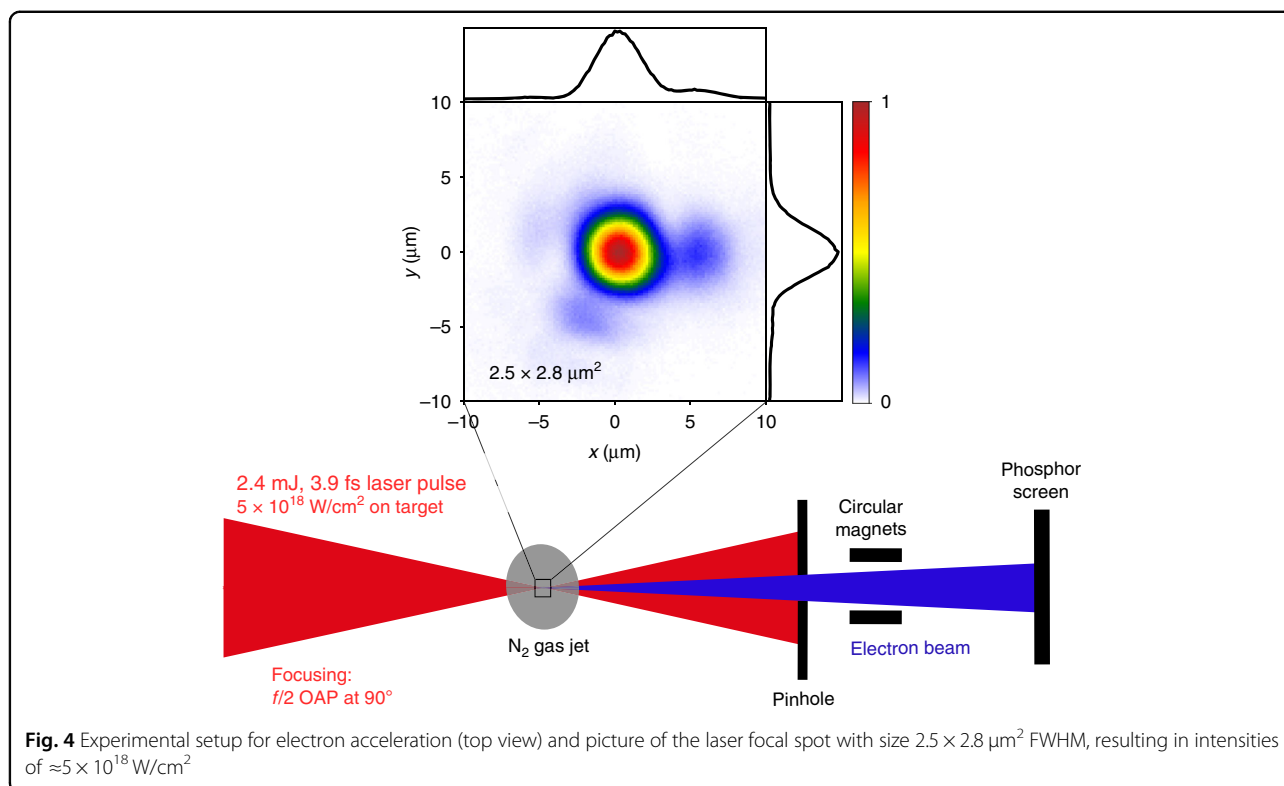 10
5
0
−5
−10
y (μm)
2.5 × 2.8 μm²
−10
−5
0
5
10
x (μm)
1
0
2.4 mJ, 3.9 fs laser pulse
5 × 10¹⁸ W/cm² on target
Phosphor
screen
Circular
magnets
N₂ gas jet
Electron beam
Focusing:
f/2 OAP at 90°
Pinhole
Fig. 4 Experimental setup for electron acceleration (top view) and picture of the laser focal spot with size 2.5 × 2.8 μm² FWHM, resulting in intensities
of ≈5 × 10¹⁸ W/cm²